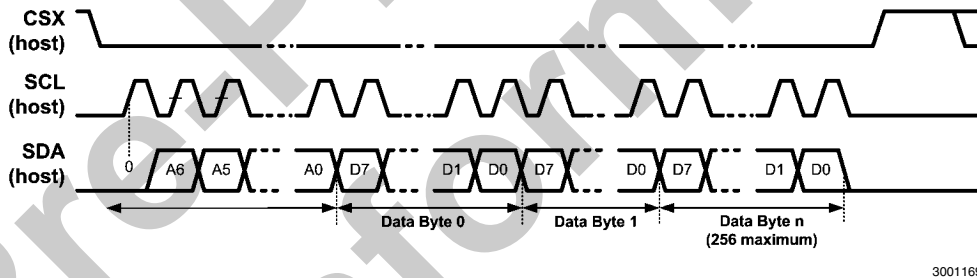 CSX
(host)
SCL
(host)
SDA
(host)
0 A6 A5 A0 D7 D1 D0 D7 D0 D7 D1 D0
Data Byte 0 Data Byte 1 Data Byte n
(256 maximum)